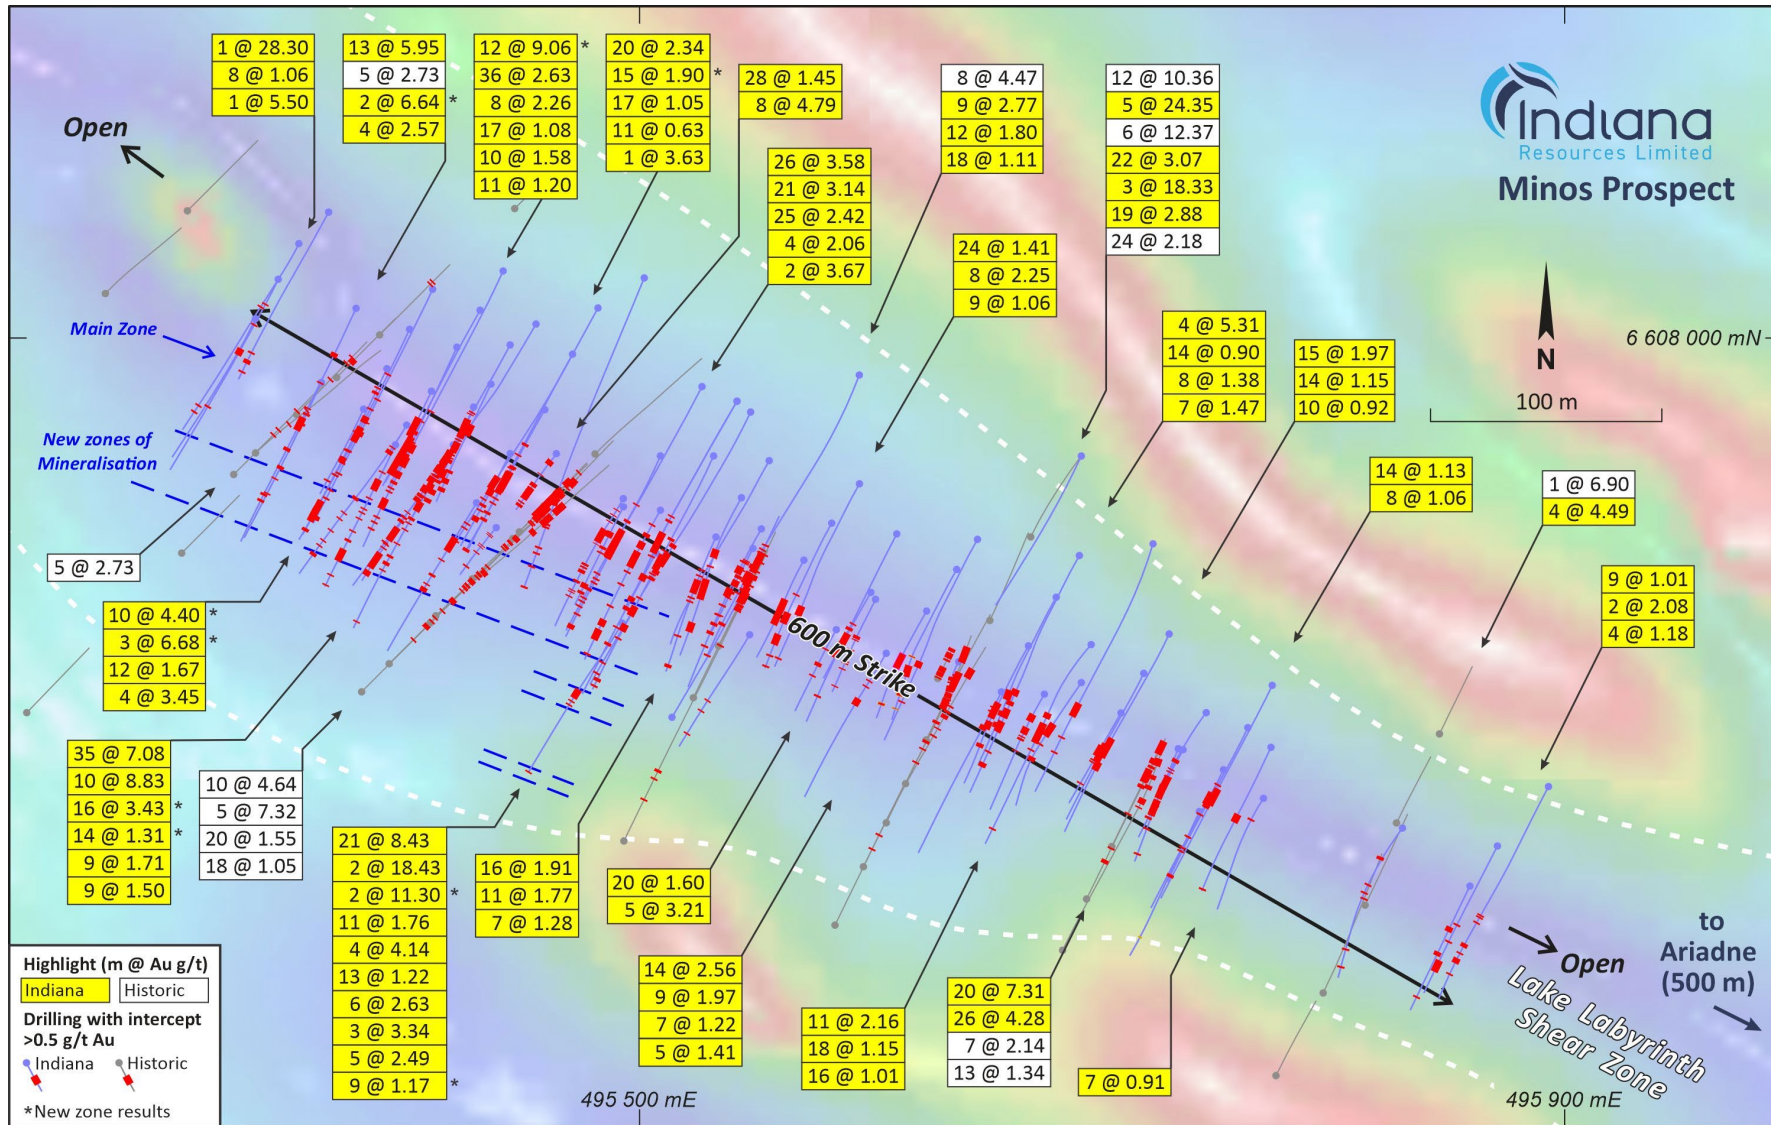 1 @ 28.30
8 @ 1.06
1 @ 5.50
13 @ 5.95
5 @ 2.73
2 @ 6.64 *
4 @ 2.57
12 @ 9.06 *
36 @ 2.63
8 @ 2.26
17 @ 1.08
10 @ 1.58
11 @ 1.20
20 @ 2.34
15 @ 1.90 *
17 @ 1.05
11 @ 0.63
1 @ 3.63
28 @ 1.45
8 @ 4.79
26 @ 3.58
21 @ 3.14
25 @ 2.42
4 @ 2.06
2 @ 3.67
8 @ 4.47
9 @ 2.77
12 @ 1.80
18 @ 1.11
24 @ 1.41
8 @ 2.25
9 @ 1.06
12 @ 10.36
5 @ 24.35
6 @ 12.37
22 @ 3.07
3 @ 18.33
19 @ 2.88
24 @ 2.18
Indiana
Resources Limited
Minos Prospect
N
100 m
6 608 000 mN
4 @ 5.31
14 @ 0.90
8 @ 1.38
7 @ 1.47
15 @ 1.97
14 @ 1.15
10 @ 0.92
14 @ 1.13
8 @ 1.06
1 @ 6.90
4 @ 4.49
9 @ 1.01
2 @ 2.08
4 @ 1.18
Open
Main Zone
New zones of
Mineralisation
600 m Strike
5 @ 2.73
10 @ 4.40 *
3 @ 6.68 *
12 @ 1.67
4 @ 3.45
35 @ 7.08
10 @ 8.83
16 @ 3.43 *
14 @ 1.31 *
9 @ 1.71
9 @ 1.50
10 @ 4.64
5 @ 7.32
20 @ 1.55
18 @ 1.05
21 @ 8.43
2 @ 18.43
2 @ 11.30 *
11 @ 1.76
4 @ 4.14
13 @ 1.22
6 @ 2.63
3 @ 3.34
5 @ 2.49
9 @ 1.17 *
16 @ 1.91
11 @ 1.77
7 @ 1.28
20 @ 1.60
5 @ 3.21
14 @ 2.56
9 @ 1.97
7 @ 1.22
5 @ 1.41
11 @ 2.16
18 @ 1.15
16 @ 1.01
20 @ 7.31
26 @ 4.28
7 @ 2.14
13 @ 1.34
7 @ 0.91
Open
to
Ariadne
(500 m)
Lake Labyrinth
Shear Zone
495 500 mE
495 900 mE
Highlight (m @ Au g/t)
Indiana Historic
Drilling with intercept
>0.5 g/t Au
Indiana Historic
*New zone results